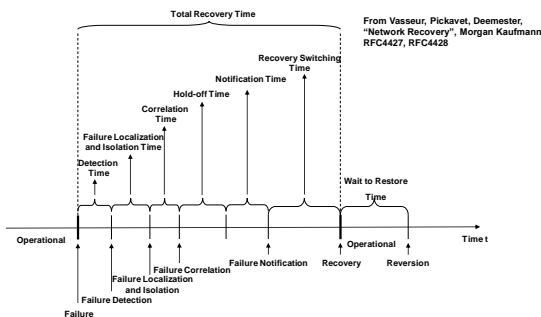 Total Recovery Time
From Vasseur, Pickavet, Deemester,
“Network Recovery”, Morgan Kaufmann
RFC4427, RFC4428
Recovery Switching
Time
Notification Time
Hold-off Time
Correlation
Time
Failure Localization
and Isolation Time
Detection
Time
Wait to Restore
Time
Operational
Operational
Time t
Failure Correlation
Failure Notification
Recovery
Reversion
Failure Localization
and Isolation
Failure Detection
Failure